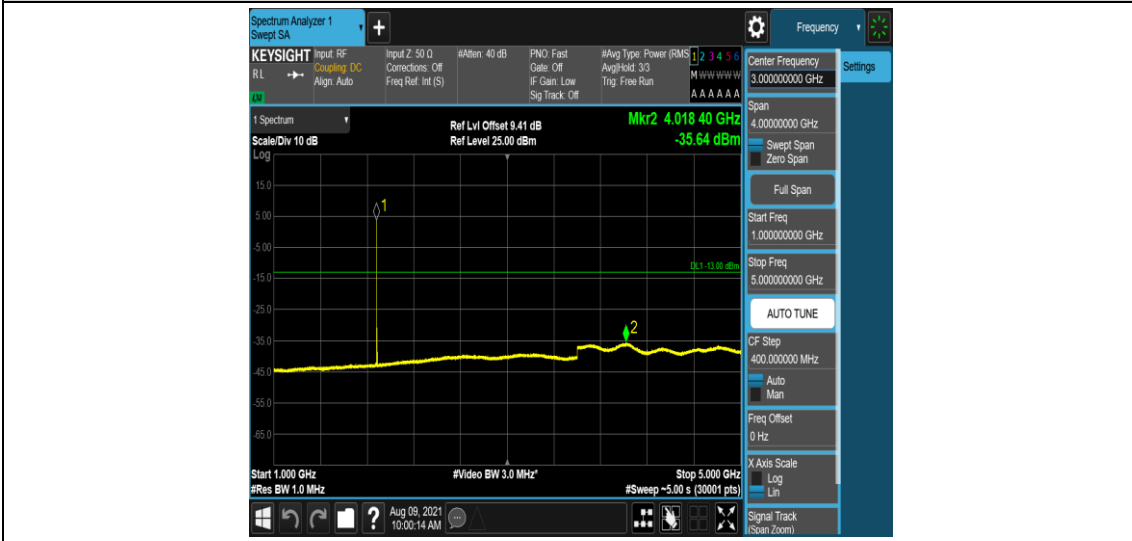 Spectrum Analyzer 1
Swept SA
+
Frequency
KEYSIGHT
RL
Input: RF
Coupling: DC
Align: Auto
Input Z: 50 Ω
Corrections: Off
Freq Ref: Int (S)
#Atten: 40 dB
PNO: Fast
Gate: Off
IF Gain: Low
Sig Track: Off
#Avg Type: Power (RMS
Avg|Hold: 3/3
Trig: Free Run
1 2 3 4 5 6
M W W W W W
A A A A A A
1 Spectrum
Scale/Div 10 dB
Log
Ref Lvl Offset 9.41 dB
Ref Level 25.00 dBm
Mkr2 4.018 40 GHz
-35.64 dBm
15.0
5.00
-5.00
-15.0
-25.0
-35.0
-45.0
-55.0
-65.0
1
DL1 -13.00 dBm
2
Start 1.000 GHz
#Res BW 1.0 MHz
#Video BW 3.0 MHz*
Stop 5.000 GHz
#Sweep ~5.00 s (30001 pts)
?
Aug 09, 2021
10:00:14 AM
Center Frequency
3.000000000 GHz
Settings
Span
4.00000000 GHz
Swept Span
Zero Span
Full Span
Start Freq
1.000000000 GHz
Stop Freq
5.000000000 GHz
AUTO TUNE
CF Step
400.000000 MHz
Auto
Man
Freq Offset
0 Hz
X Axis Scale
Log
Lin
Signal Track
(Span Zoom)